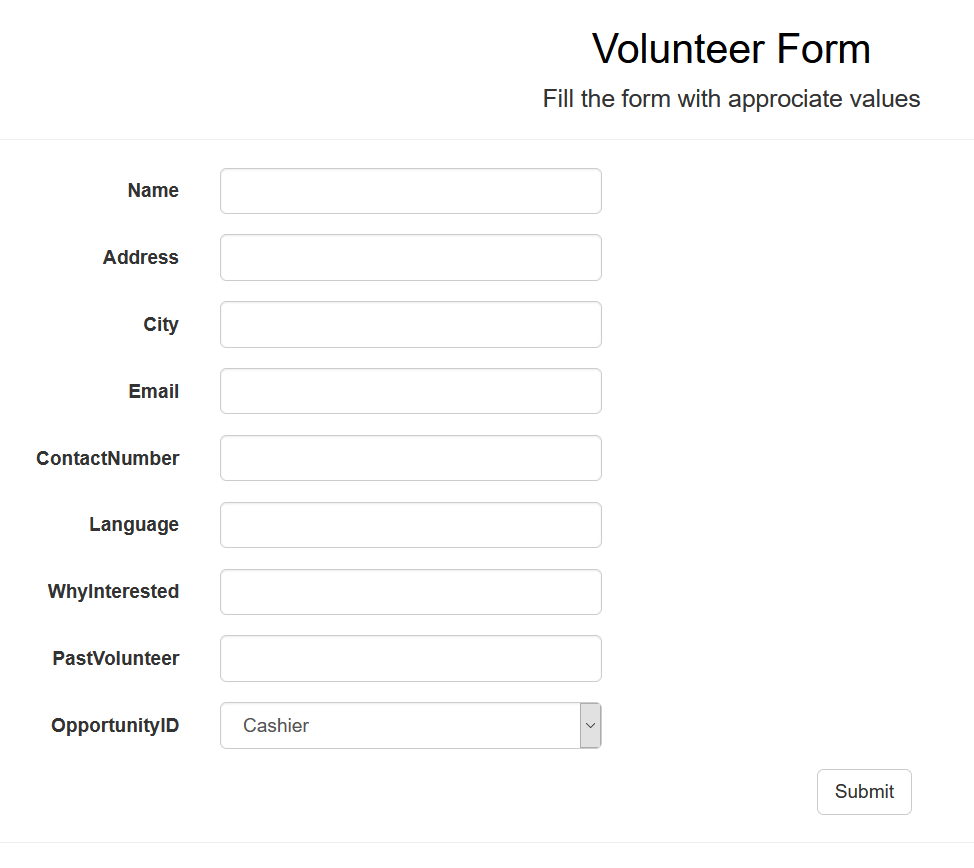 Volunteer Form
Fill the form with approciate values
Name
Address
City
Email
ContactNumber
Language
WhyInterested
PastVolunteer
OpportunityID Cashier
Submit